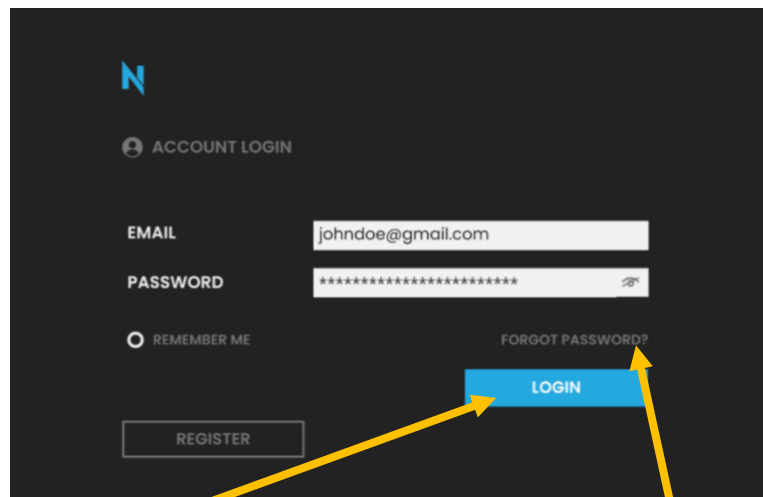 N
ACCOUNT LOGIN
EMAIL johndoe@gmail.com
PASSWORD ************************
REMEMBER ME FORGOT PASSWORD?
LOGIN
REGISTER